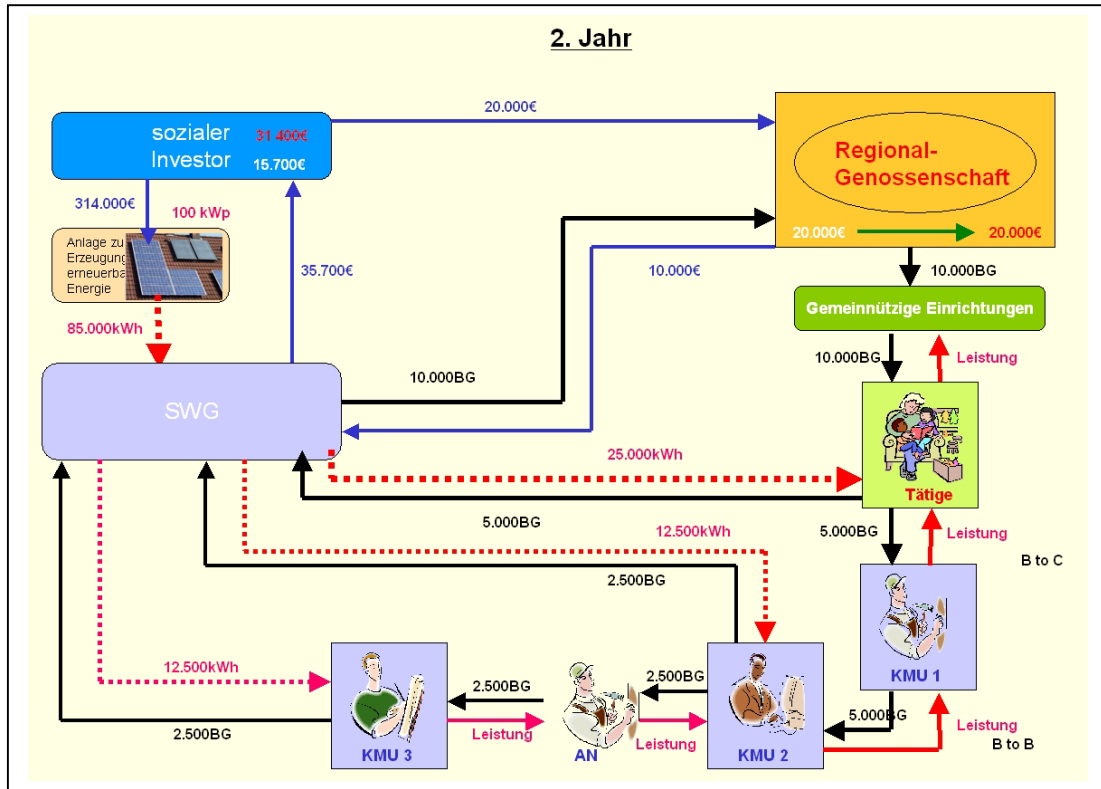 2. Jahr
20.000€
sozialer
Investor
31.400€
15.700€
Regional-
Genossenschaft
20.000€
20.000€
314.000€
100 kWp
Anlage zu
Erzeugung
erneuerba
Energie
35.700€
10.000€
10.000BG
Gemeinnützige Einrichtungen
85.000kWh
10.000BG
Leistung
10.000BG
SWG
25.000kWh
Tätige
5.000BG
12.500kWh
5.000BG
Leistung
B to C
2.500BG
12.500kWh
KMU 1
2.500BG
2.500BG
5.000BG
Leistung
2.500BG
Leistung
Leistung
B to B
KMU 3
AN
KMU 2